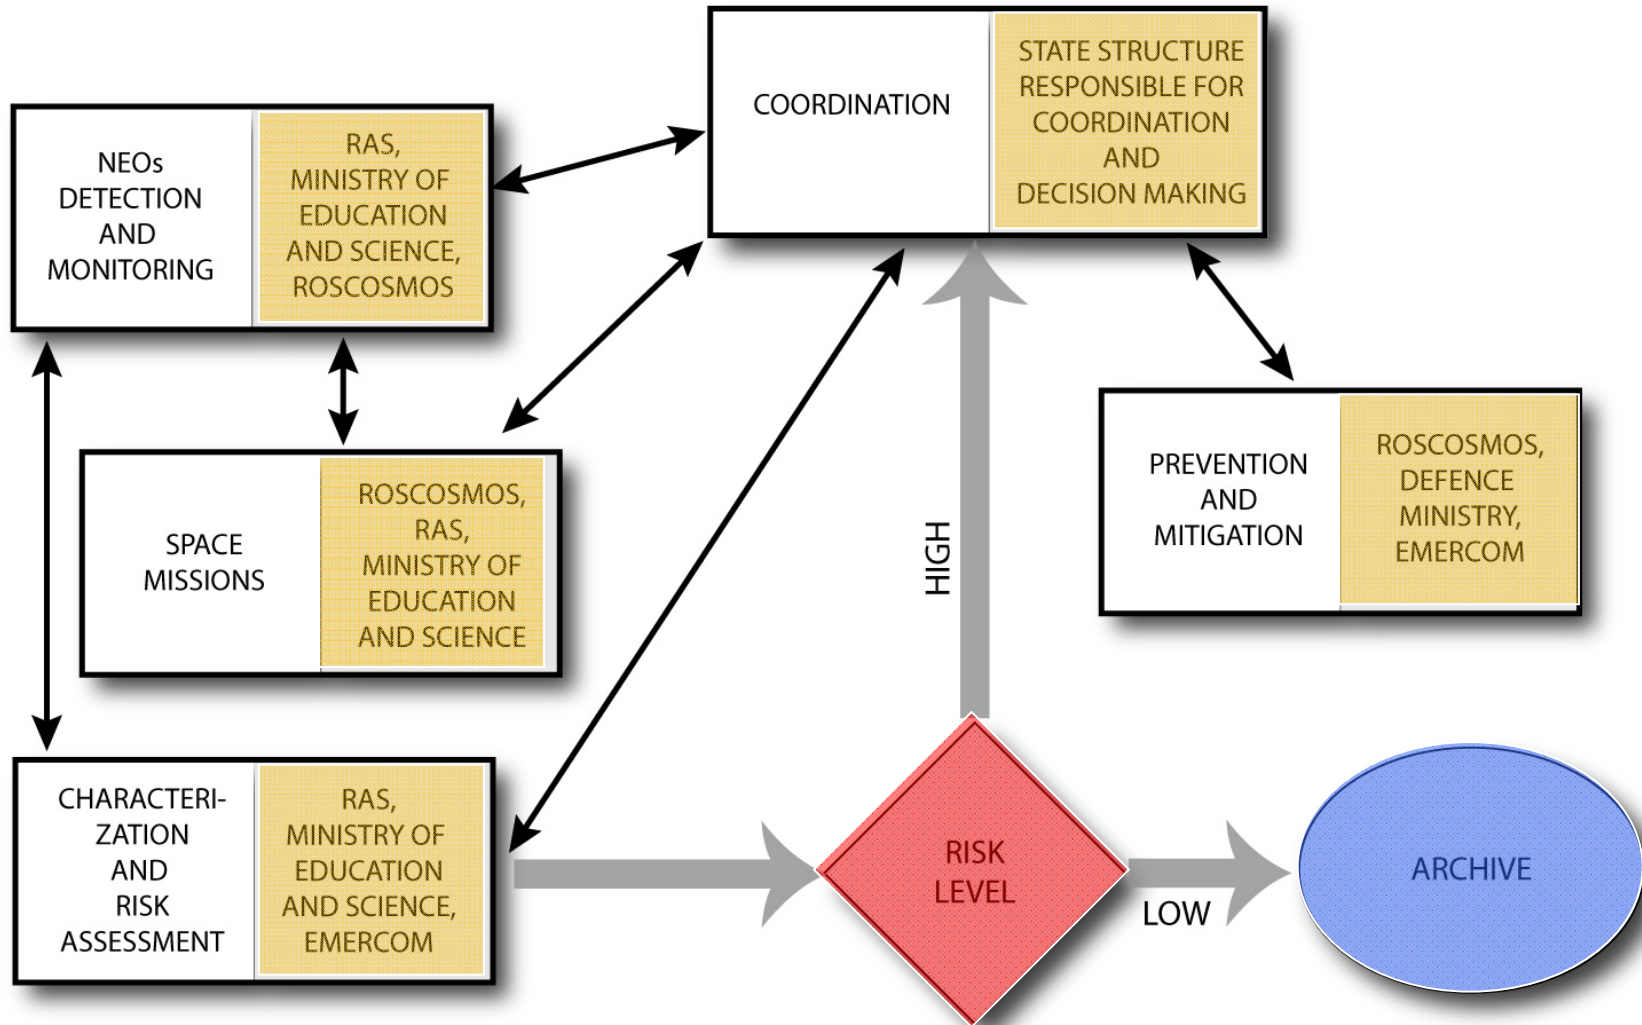 COORDINATION
STATE STRUCTURE
RESPONSIBLE FOR
COORDINATION
AND
DECISION MAKING
NEOs
DETECTION
AND
MONITORING
RAS,
MINISTRY OF
EDUCATION
AND SCIENCE,
ROSCOSMOS
SPACE
MISSIONS
ROSCOSMOS,
RAS,
MINISTRY OF
EDUCATION
AND SCIENCE
PREVENTION
AND
MITIGATION
ROSCOSMOS,
DEFENCE
MINISTRY,
EMERCOM
HIGH
CHARACTERI-
ZATION
AND
RISK
ASSESSMENT
RAS,
MINISTRY OF
EDUCATION
AND SCIENCE,
EMERCOM
RISK
LEVEL
LOW
ARCHIVE